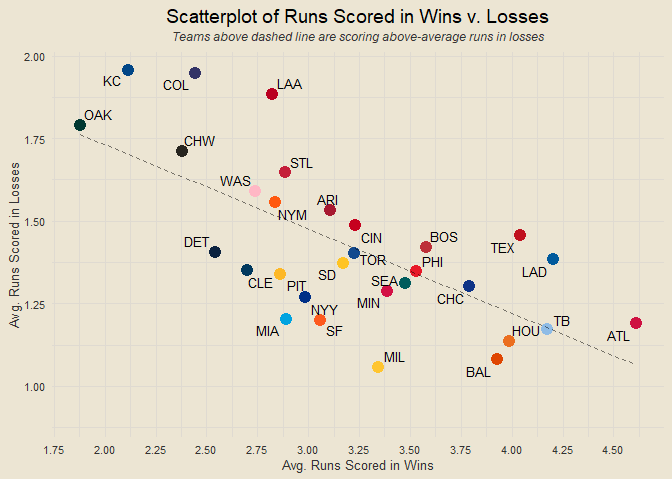 Scatterplot of Runs Scored in Wins v. Losses
Teams above dashed line are scoring above-average runs in losses
2.00
KC
COL
LAA
OAK
1.75
CHW
STL
WAS
ARI
NYM
1.50
CIN
BOS
DET
TEX
TOR
PHI
SD
LAD
CLE
PIT
SEA
MIN
CHC
1.25
NYY
MIA
SF
HOU
TB
ATL
MIL
BAL
1.00
Avg. Runs Scored in Losses
1.75 2.00 2.25 2.50 2.75 3.00 3.25 3.50 3.75 4.00 4.25 4.50
Avg. Runs Scored in Wins